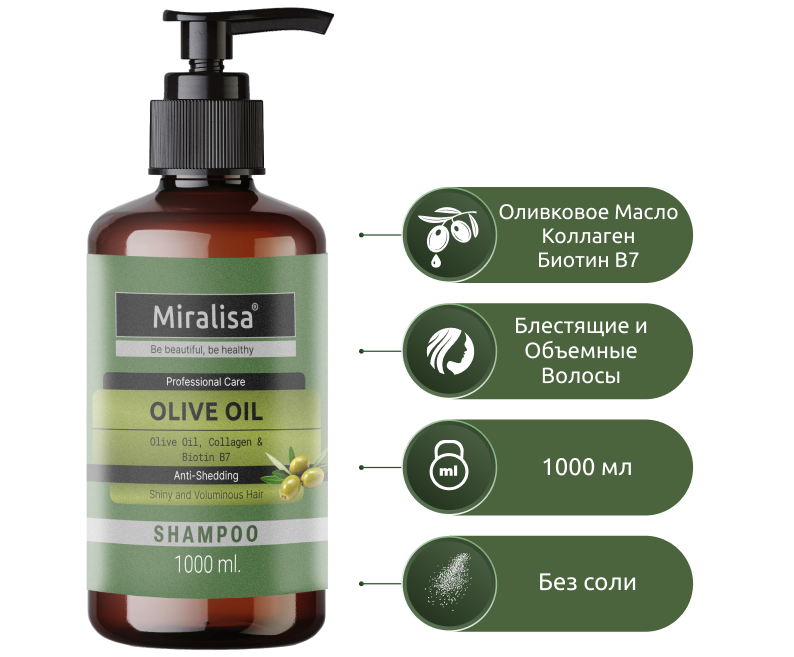 Miralisa®
Be beautiful, be healthy
Professional Care
OLIVE OIL
Olive Oil, Collagen &
Biotin B7
Anti-Shedding
Shiny and Voluminous Hair
SHAMPOO
1000 ml.
Оливковое Масло
Коллаген
Биотин B7
Блестящие и
Объемные
Волосы
ml
1000 мл
Без соли